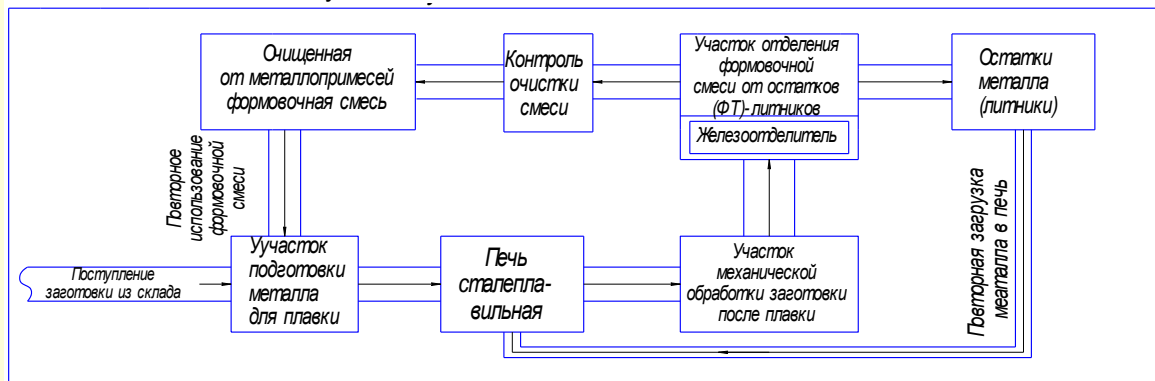 Очищенная
от металлопримесей
формовочная смесь
Контроль
очистки
смеси
Участок отделения
формовочной
смеси от остатков
(ФТ)-литников
Железоотделитель
Остатки
металла
(литники)
Повторное
использование
формовочной
смеси
Повторная загрузка
меаталла в печь
Поступление
заготовки из склада
Уучасток
подготовки
металла
для плавки
Печь
сталепла-
вильная
Участок
механической
обработки заготовки
после плавки